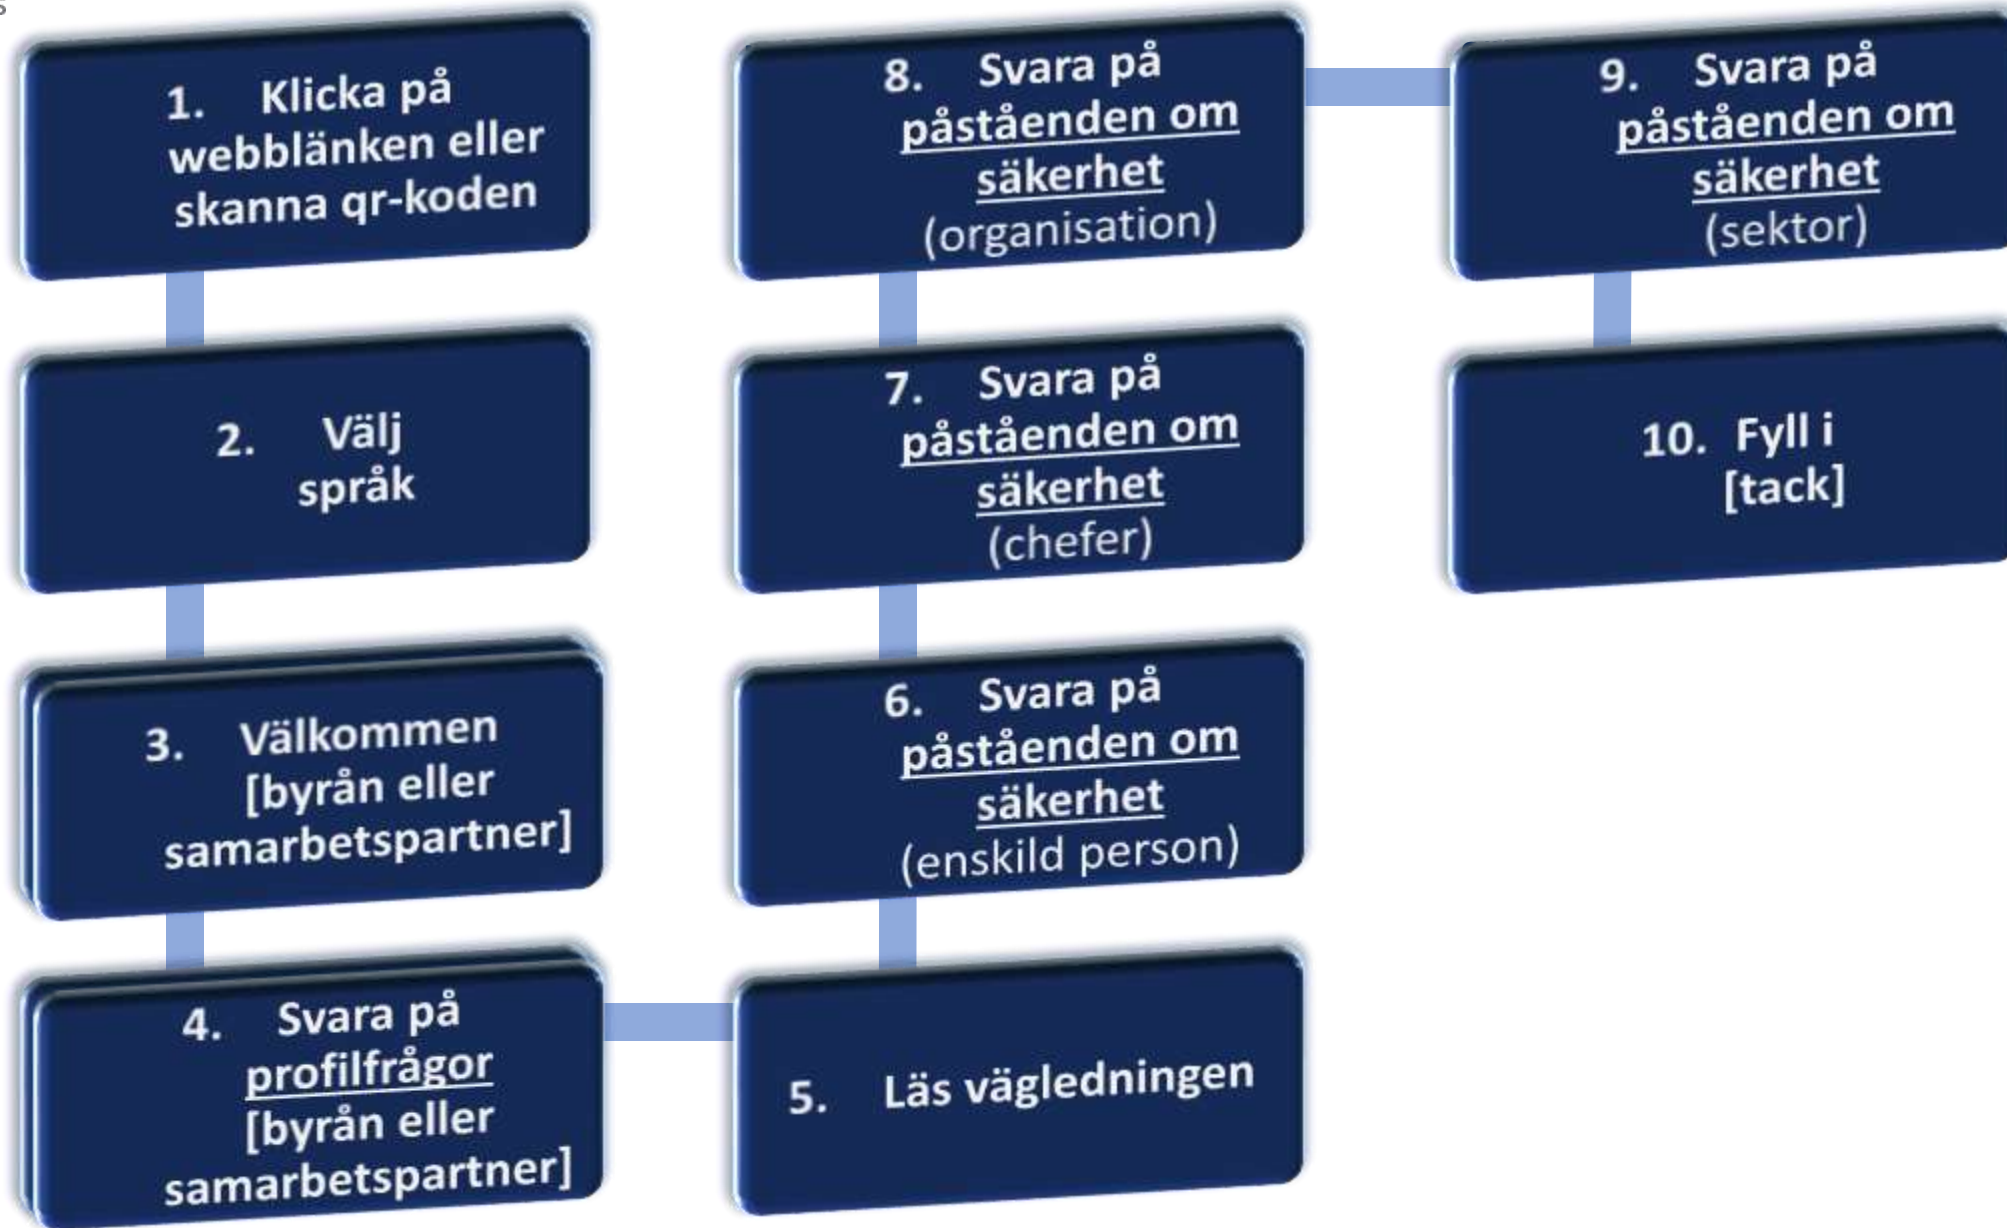 1. Klicka på
webblänken eller
skanna qr-koden
2. Välj
språk
3. Välkommen
[byrån eller
samarbetspartner]
4. Svara på
profilfrågor
[byrån eller
samarbetspartner]
5. Läs vägledningen
6. Svara på
påståenden om
säkerhet
(enskild person)
7. Svara på
påståenden om
säkerhet
(chefer)
8. Svara på
påståenden om
säkerhet
(organisation)
9. Svara på
påståenden om
säkerhet
(sektor)
10. Fyll i
[tack]